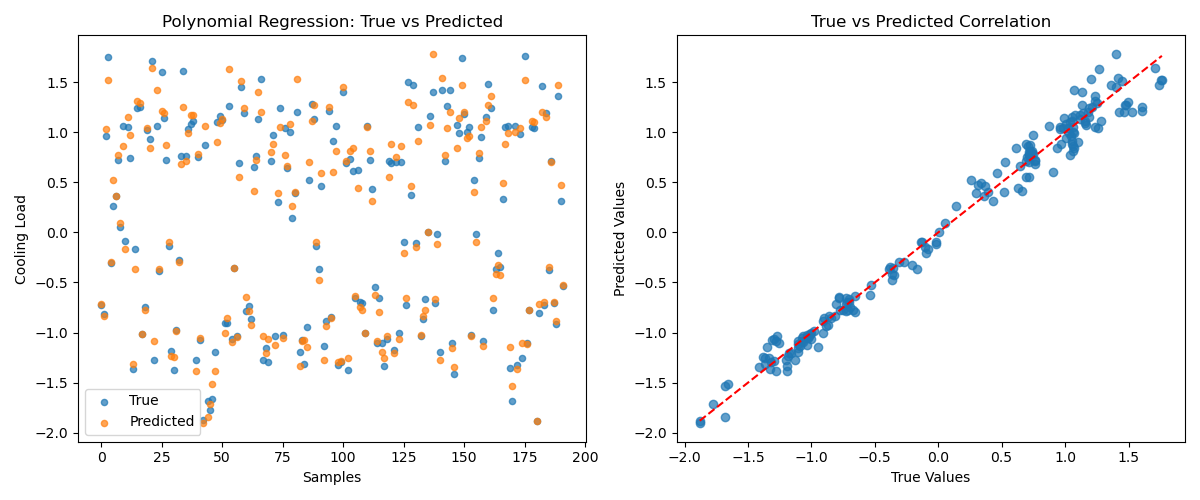 Polynomial Regression: True vs Predicted
Cooling Load
1.5
1.0
0.5
0.0
−0.5
−1.0
−1.5
−2.0
True
Predicted
0 25 50 75 100 125 150 175 200
Samples
True vs Predicted Correlation
Predicted Values
1.5
1.0
0.5
0.0
−0.5
−1.0
−1.5
−2.0
−2.0 −1.5 −1.0 −0.5 0.0 0.5 1.0 1.5
True Values